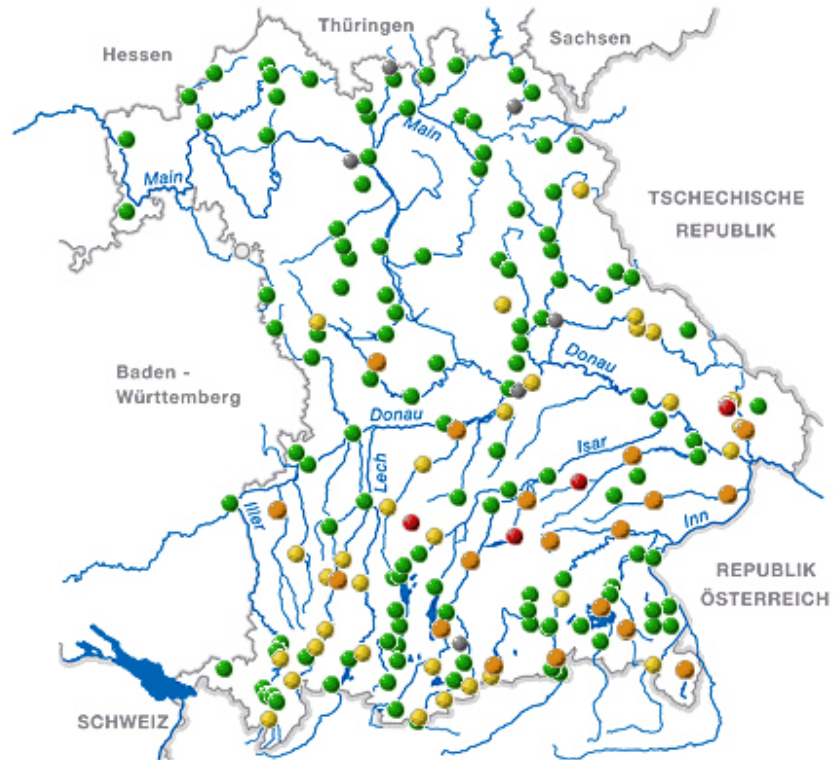 Thüringen
Sachsen
Hessen
Main
Main
TSCHECHISCHE
REPUBLIK
Baden -
Württemberg
Donau
Donau
Isar
Lech
Iller
Inn
REPUBLIK
ÖSTERREICH
SCHWEIZ